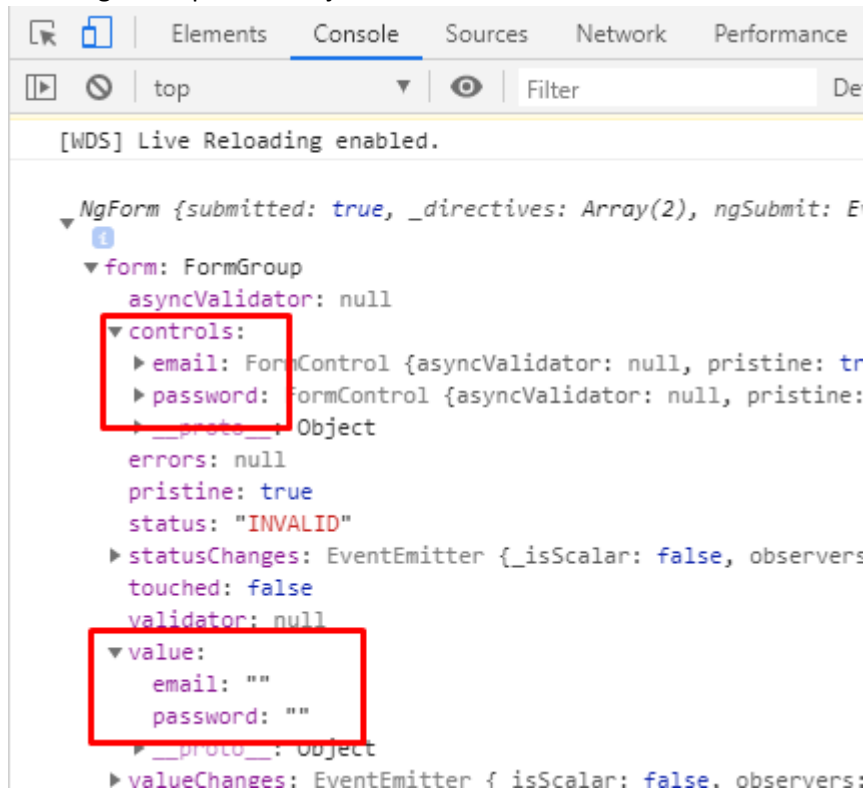 Elements Console Sources Network Performance
top Filter De
[WDS] Live Reloading enabled.
NgForm {submitted: true, _directives: Array(2), ngSubmit: E
i
form: FormGroup
asyncValidator: null
controls:
email: FormControl {asyncValidator: null, pristine: tr
password: FormControl {asyncValidator: null, pristine:
__proto__: Object
errors: null
pristine: true
status: "INVALID"
statusChanges: EventEmitter {_isScalar: false, observers
touched: false
validator: null
value:
email: ""
password: ""
__proto__: Object
valueChanges: EventEmitter {_isScalar: false, observers: